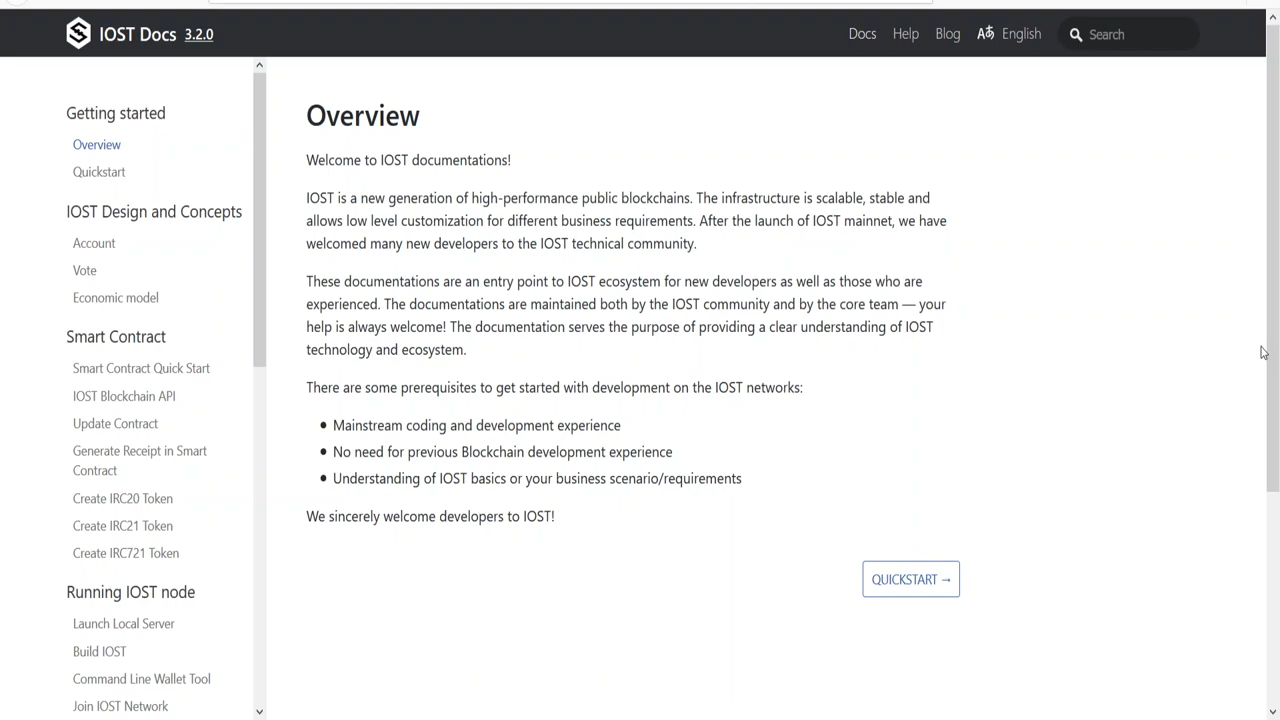 IOST Docs 3.2.0
Docs Help Blog English Search
Getting started
Overview
Quickstart
IOST Design and Concepts
Account
Vote
Economic model
Smart Contract
Smart Contract Quick Start
IOST Blockchain API
Update Contract
Generate Receipt in Smart
Contract
Create IRC20 Token
Create IRC21 Token
Create IRC721 Token
Running IOST node
Launch Local Server
Build IOST
Command Line Wallet Tool
Join IOST Network
Overview
Welcome to IOST documentations!
IOST is a new generation of high-performance public blockchains. The infrastructure is scalable, stable and
allows low level customization for different business requirements. After the launch of IOST mainnet, we have
welcomed many new developers to the IOST technical community.
These documentations are an entry point to IOST ecosystem for new developers as well as those who are
experienced. The documentations are maintained both by the IOST community and by the core team — your
help is always welcome! The documentation serves the purpose of providing a clear understanding of IOST
technology and ecosystem.
There are some prerequisites to get started with development on the IOST networks:
• Mainstream coding and development experience
• No need for previous Blockchain development experience
• Understanding of IOST basics or your business scenario/requirements
We sincerely welcome developers to IOST!
QUICKSTART →